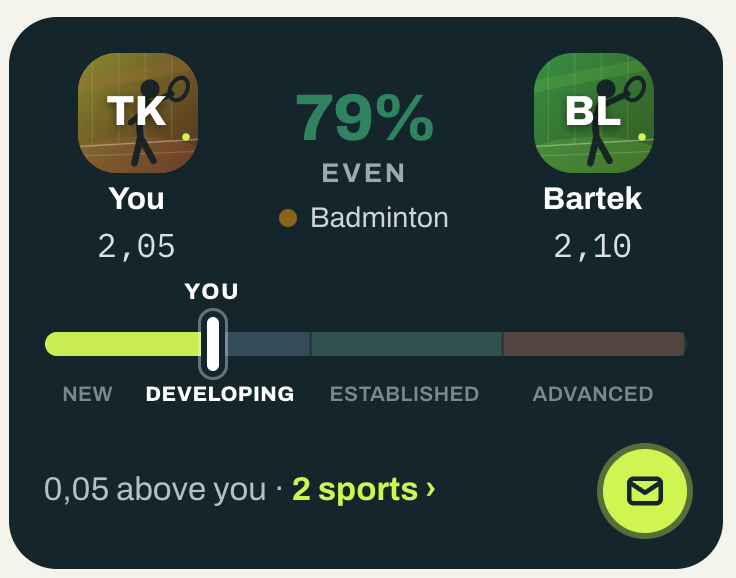 TK
You
2,05
79%
EVEN
Badminton
BL
Bartek
2,10
YOU
NEW
DEVELOPING
ESTABLISHED
ADVANCED
0,05 above you · 2 sports ›